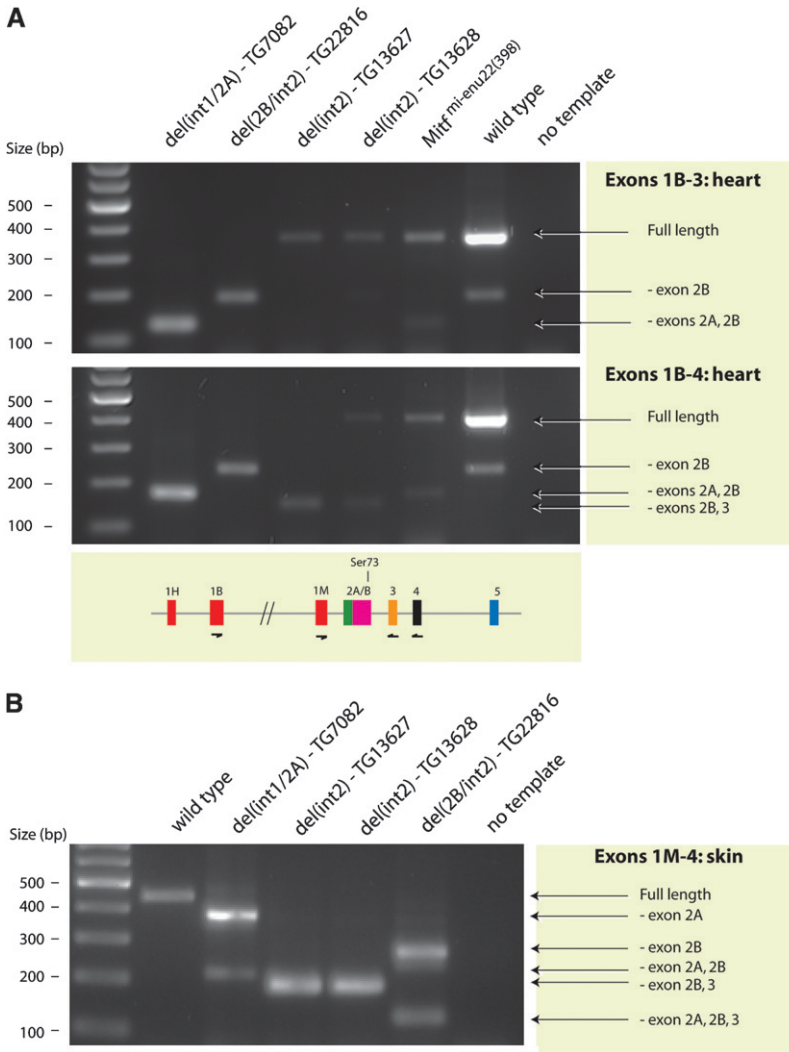 A
del(int1/2A) - TG7082
del(2B/int2) - TG22816
del(int2) - TG13627
del(int2) - TG13628
Mitf mi-enu22(398)
wild type
no template
Size (bp)
Exons 1B-3: heart
500
400
300
200
100
Full length
- exon 2B
- exons 2A, 2B
Exons 1B-4: heart
500
400
300
200
100
Full length
- exon 2B
- exons 2A, 2B
- exons 2B, 3
Ser73
1H 1B 1M 2A/B 3 4 5
B
wild type
del(int1/2A) - TG7082
del(int2) - TG13627
del(int2) - TG13628
del(2B/int2) - TG22816
no template
Size (bp)
Exons 1M-4: skin
500
400
300
200
100
Full length
- exon 2A
- exon 2B
- exon 2A, 2B
- exon 2B, 3
- exon 2A, 2B, 3